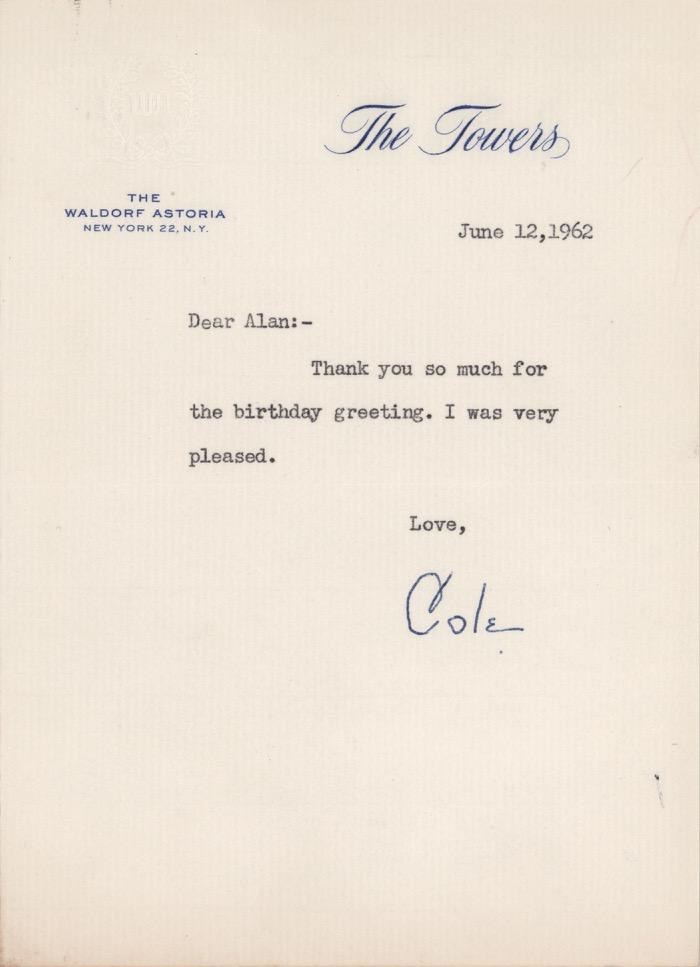 The Towers
THE
WALDORF ASTORIA
NEW YORK 22, N.Y.
June 12,1962
Dear Alan:-
Thank you so much for
the birthday greeting. I was very
pleased.
Love,
Cole